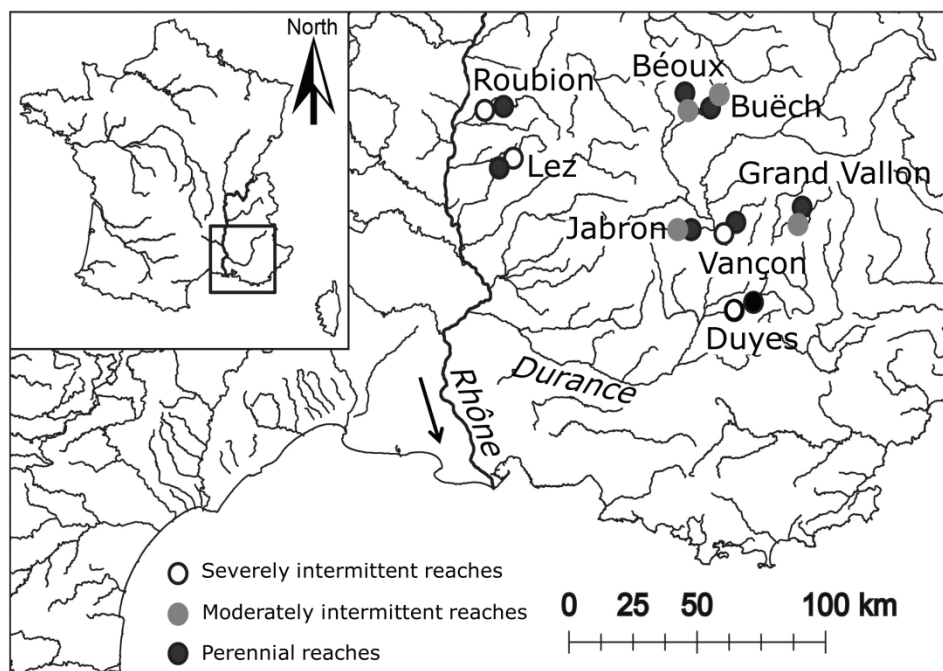 North
Roubion
Béoux
Buëch
Lez
Grand Vallon
Jabron
Vançon
Duyes
Durance
Rhône
Severely intermittent reaches
Moderately intermittent reaches
Perennial reaches
0 25 50 100 km